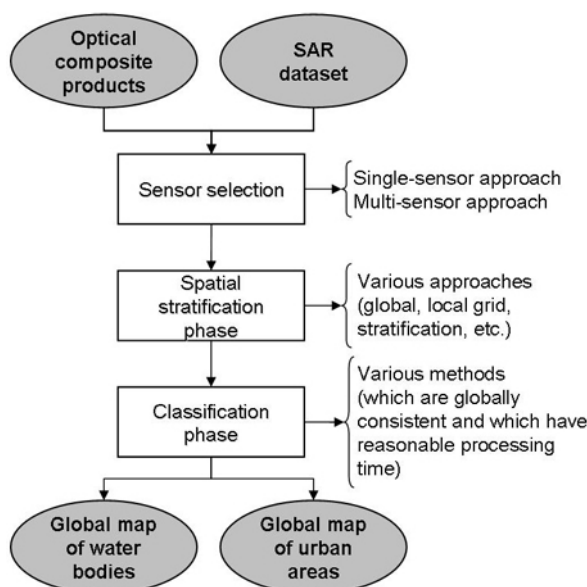 Optical
composite
products
SAR
dataset
Sensor selection
Single-sensor approach
Multi-sensor approach
Spatial
stratification
phase
Various approaches
(global, local grid,
stratification, etc.)
Classification
phase
Various methods
(which are globally
consistent and which have
reasonable processing
time)
Global map
of water
bodies
Global map
of urban
areas